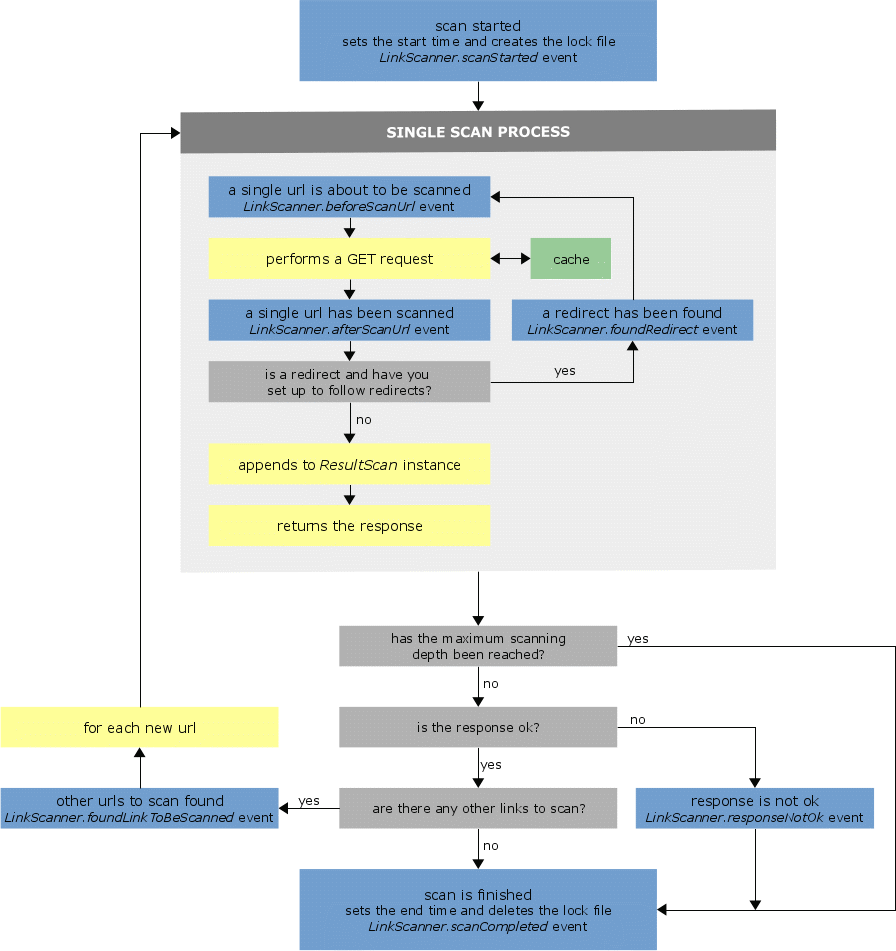 scan started
sets the start time and creates the lock file
LinkScanner.scanStarted event
SINGLE SCAN PROCESS
a single url is about to be scanned
LinkScanner.beforeScanUrl event
performs a GET request
cache
a single url has been scanned
LinkScanner.afterScanUrl event
a redirect has been found
LinkScanner.foundRedirect event
is a redirect and have you
set up to follow redirects?
yes
no
appends to ResultScan instance
returns the response
has the maximum scanning
depth been reached?
yes
no
for each new url
is the response ok?
no
yes
other urls to scan found
LinkScanner.foundLinkToBeScanned event
yes
are there any other links to scan?
response is not ok
LinkScanner.responseNotOk event
no
scan is finished
sets the end time and deletes the lock file
LinkScanner.scanCompleted event